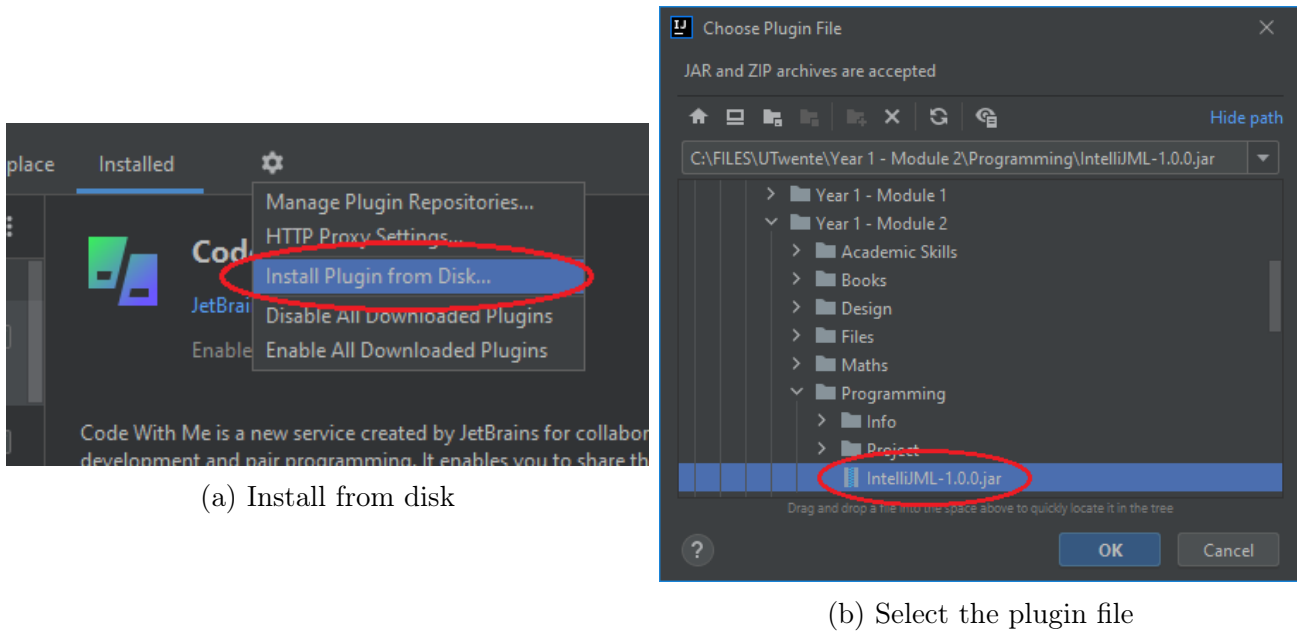 place
Installed
Manage Plugin Repositories...
HTTP Proxy Settings...
Install Plugin from Disk...
Disable All Downloaded Plugins
Enable All Downloaded Plugins
Cod
JetBrai
Enable
Code With Me is a new service created by JetBrains for collabor
development and pair programming. It enables you to share th
(a) Install from disk
IJ Choose Plugin File
JAR and ZIP archives are accepted
Hide path
C:\FILES\UTwente\Year 1 - Module 2\Programming\IntelliJML-1.0.0.jar
Year 1 - Module 1
Year 1 - Module 2
Academic Skills
Books
Design
Files
Maths
Programming
Info
Project
IntelliJML-1.0.0.jar
Drag and drop a file into the space above to quickly locate it in the tree
?
OK
Cancel
(b) Select the plugin file